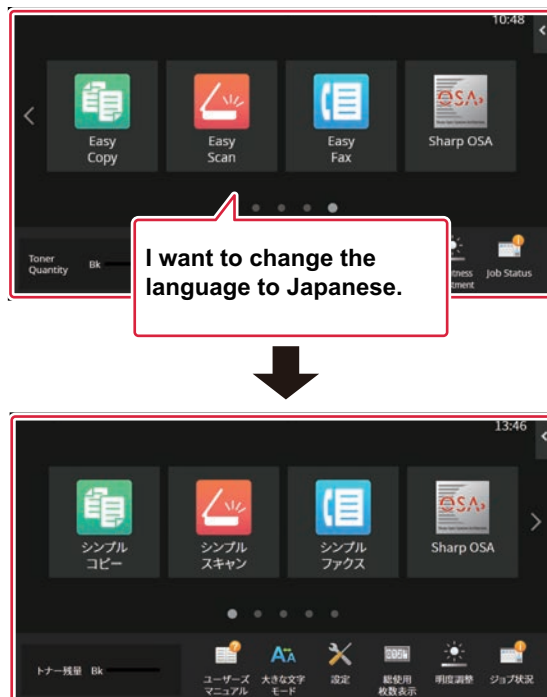 10:48
Easy
Copy
Easy
Scan
Easy
Fax
Sharp OSA
I want to change the
language to Japanese.
Toner
Quantity
Bk
Job Status
13:46
シンプル
コピー
シンプル
スキャン
シンプル
ファクス
Sharp OSA
トナー残量 Bk
ユーザーズ
マニュアル
大きな文字
モード
設定
総使用
枚数表示
明度調整
ジョブ状況